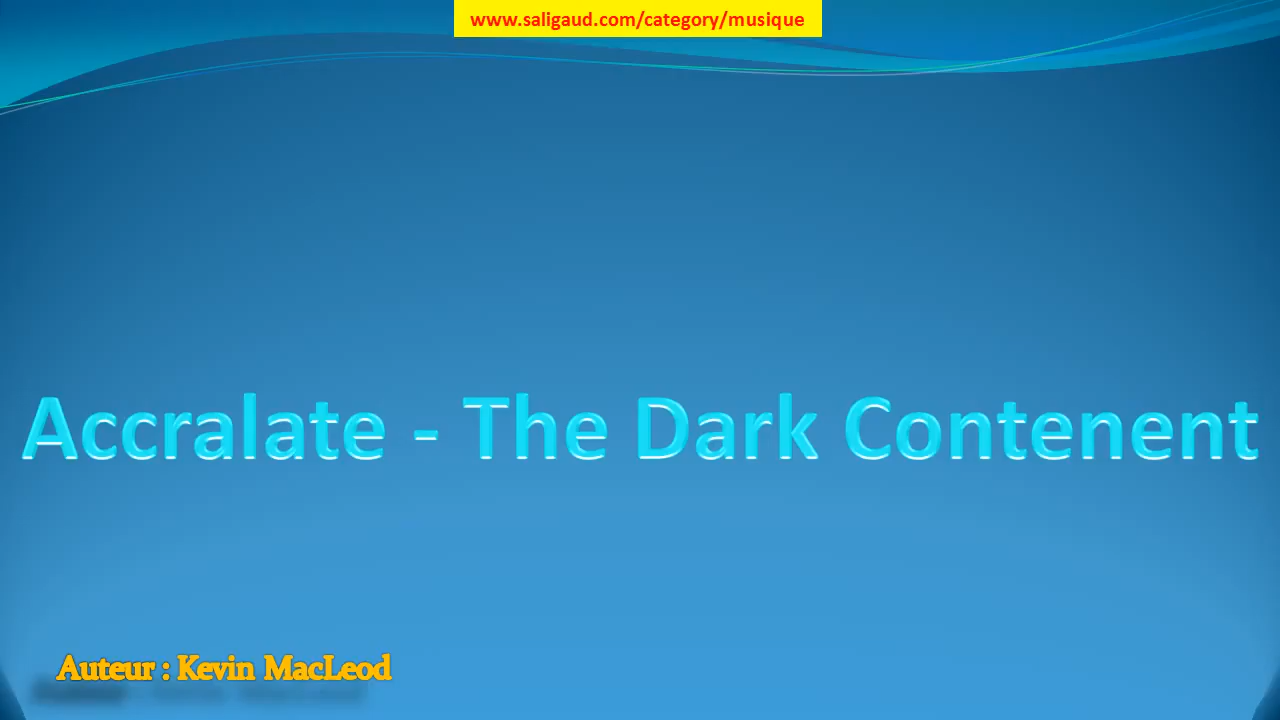 www.saligaud.com/category/musique
Accralate - The Dark Contenent
Auteur : Kevin MacLeod